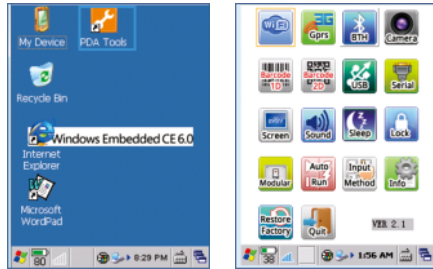 My Device
PDA Tools
Recycle Bin
Windows Embedded CE 6.0
Internet
Explorer
Microsoft
WordPad
80
8:29 PM
WiFi
3G
Gprs
BTH
Camera
Barcode
1D
Barcode
2D
USB
Serial
Screen
Sound
Sleep
Lock
Modular
Auto
Run
Input
Method
Info
Restore
Factory
Quit
VER 2.1
38
1:56 AM